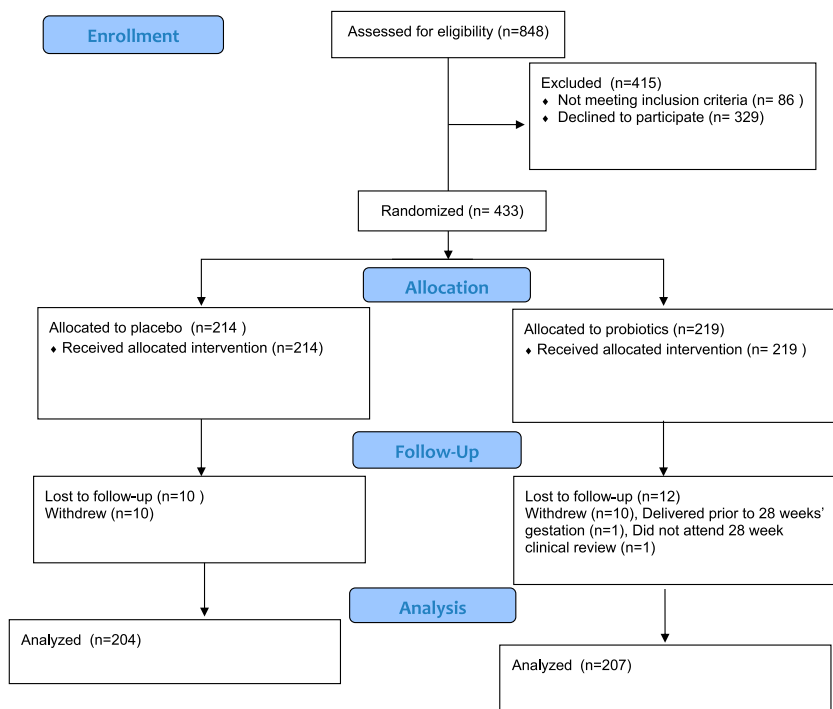 Enrollment
Assessed for eligibility (n=848)
Excluded (n=415)
♦ Not meeting inclusion criteria (n= 86 )
♦ Declined to participate (n= 329)
Randomized (n= 433)
Allocation
Allocated to placebo (n=214 )
♦ Received allocated intervention (n=214)
Allocated to probiotics (n=219)
♦ Received allocated intervention (n= 219 )
Follow-Up
Lost to follow-up (n=10 )
Withdrew (n=10)
Lost to follow-up (n=12)
Withdrew (n=10), Delivered prior to 28 weeks’
gestation (n=1), Did not attend 28 week
clinical review (n=1)
Analysis
Analyzed (n=204)
Analyzed (n=207)